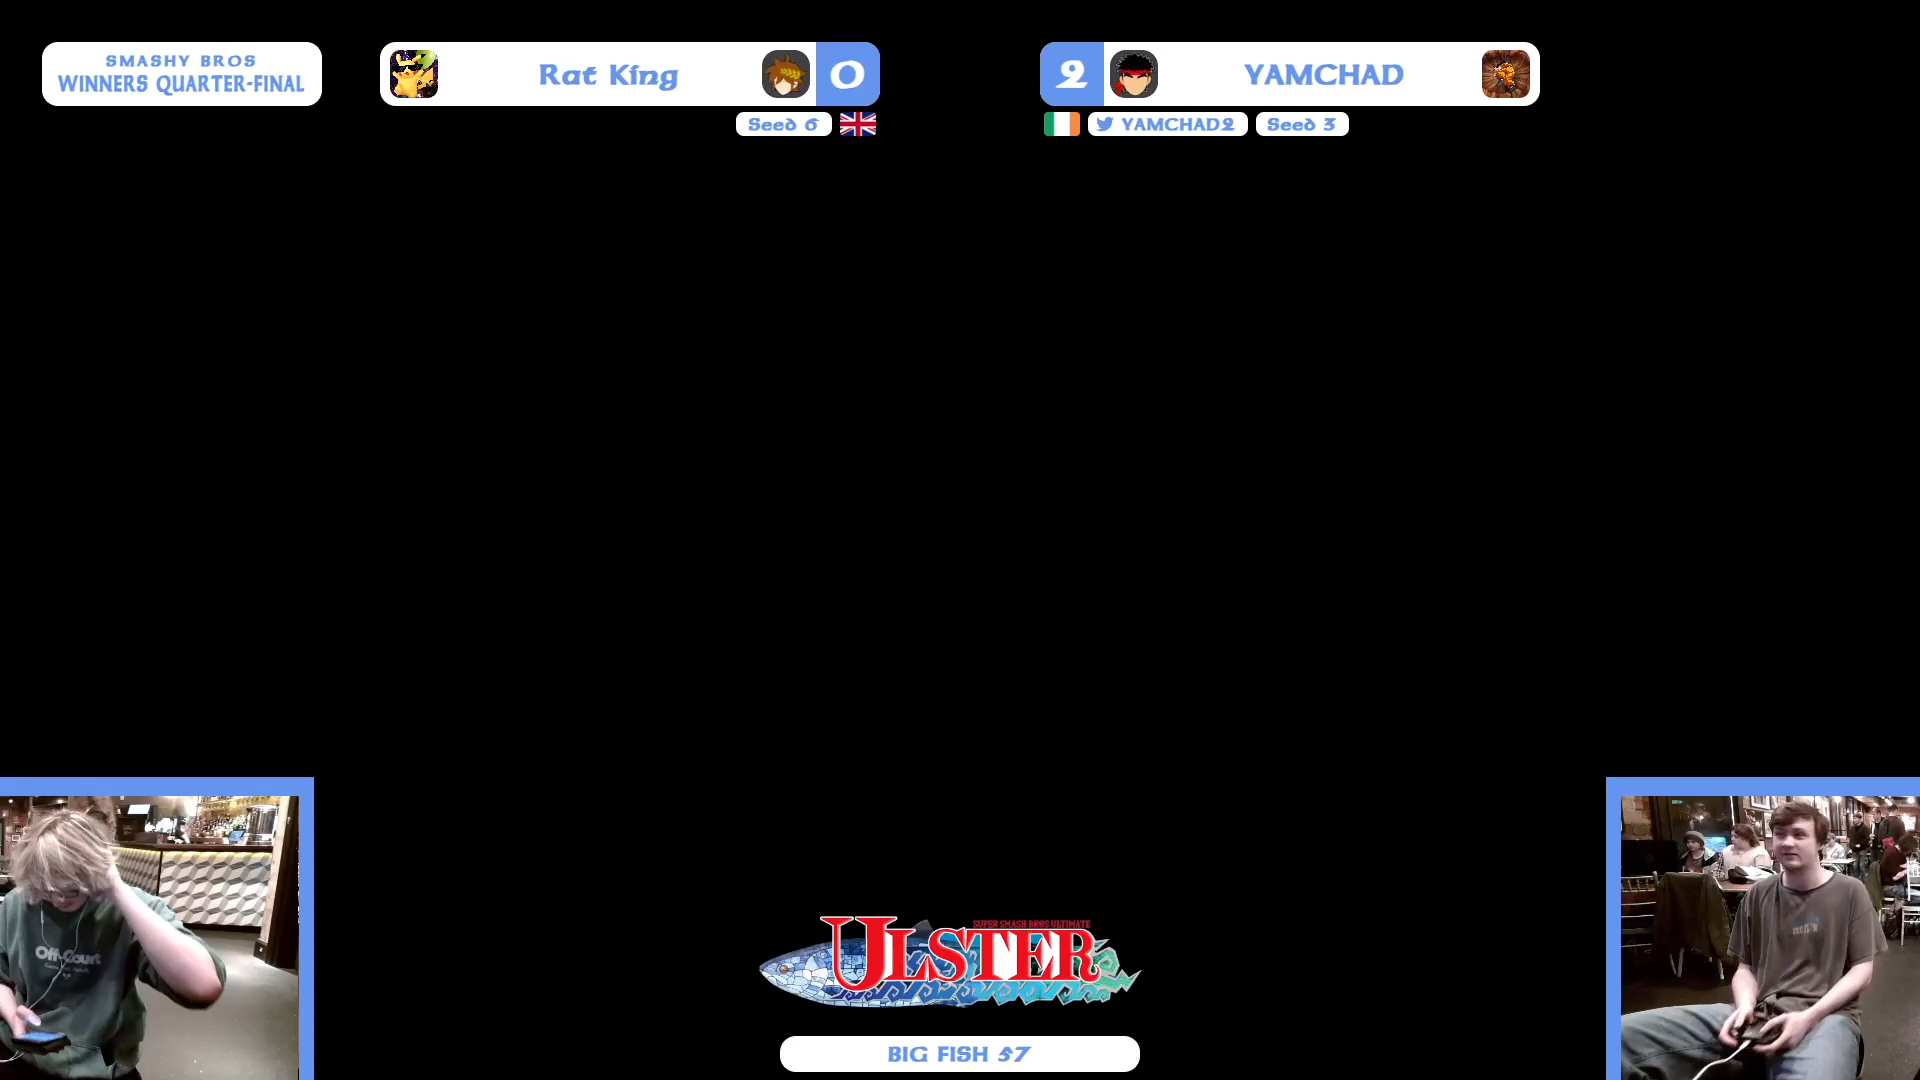 SMASHY BROS
WINNERS QUARTER-FINAL
Rat King
0
2
YAMCHAD
Seed 6
YAMCHAD2
Seed 3
Off-Court
SUPER SMASH BROS ULTIMATE
ULSTER
BIG FISH 57